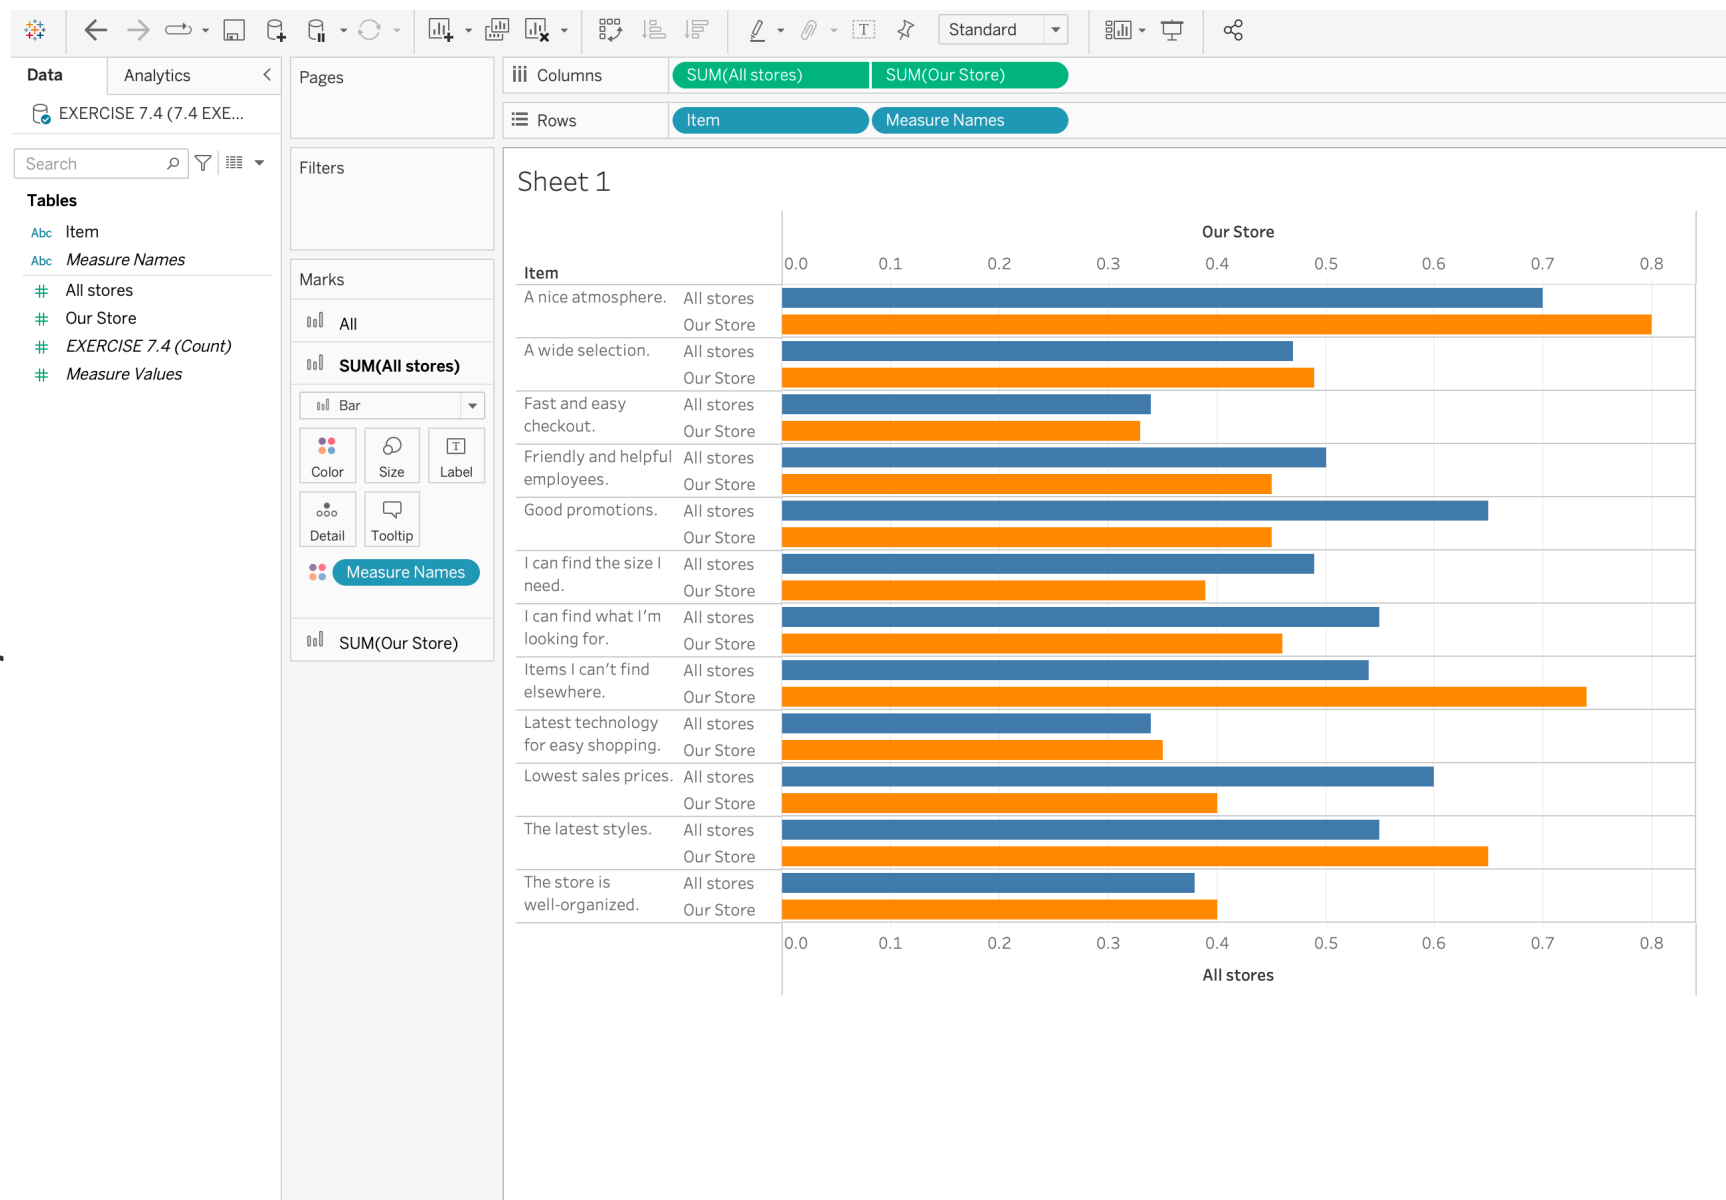 Data
Analytics
EXERCISE 7.4 (7.4 EXE...
Search
Tables
Abc Item
Abc Measure Names
# All stores
# Our Store
# EXERCISE 7.4 (Count)
# Measure Values
Standard
Pages
Filters
Marks
All
SUM(All stores)
Bar
Color
Size
T
Label
Detail
Tooltip
Measure Names
SUM(Our Store)
T
Columns
SUM(All stores)
SUM(Our Store)
Rows
Item
Measure Names
Sheet 1
Our Store
Item
0.0 0.1 0.2 0.3 0.4 0.5 0.6 0.7 0.8
A nice atmosphere. All stores
Our Store
A wide selection. All stores
Our Store
Fast and easy All stores
checkout. Our Store
Friendly and helpful All stores
employees. Our Store
Good promotions. All stores
Our Store
I can find the size I All stores
need. Our Store
I can find what I'm All stores
looking for. Our Store
Items I can't find All stores
elsewhere. Our Store
Latest technology All stores
for easy shopping. Our Store
Lowest sales prices. All stores
Our Store
The latest styles. All stores
Our Store
The store is All stores
well-organized. Our Store
0.0 0.1 0.2 0.3 0.4 0.5 0.6 0.7 0.8
All stores